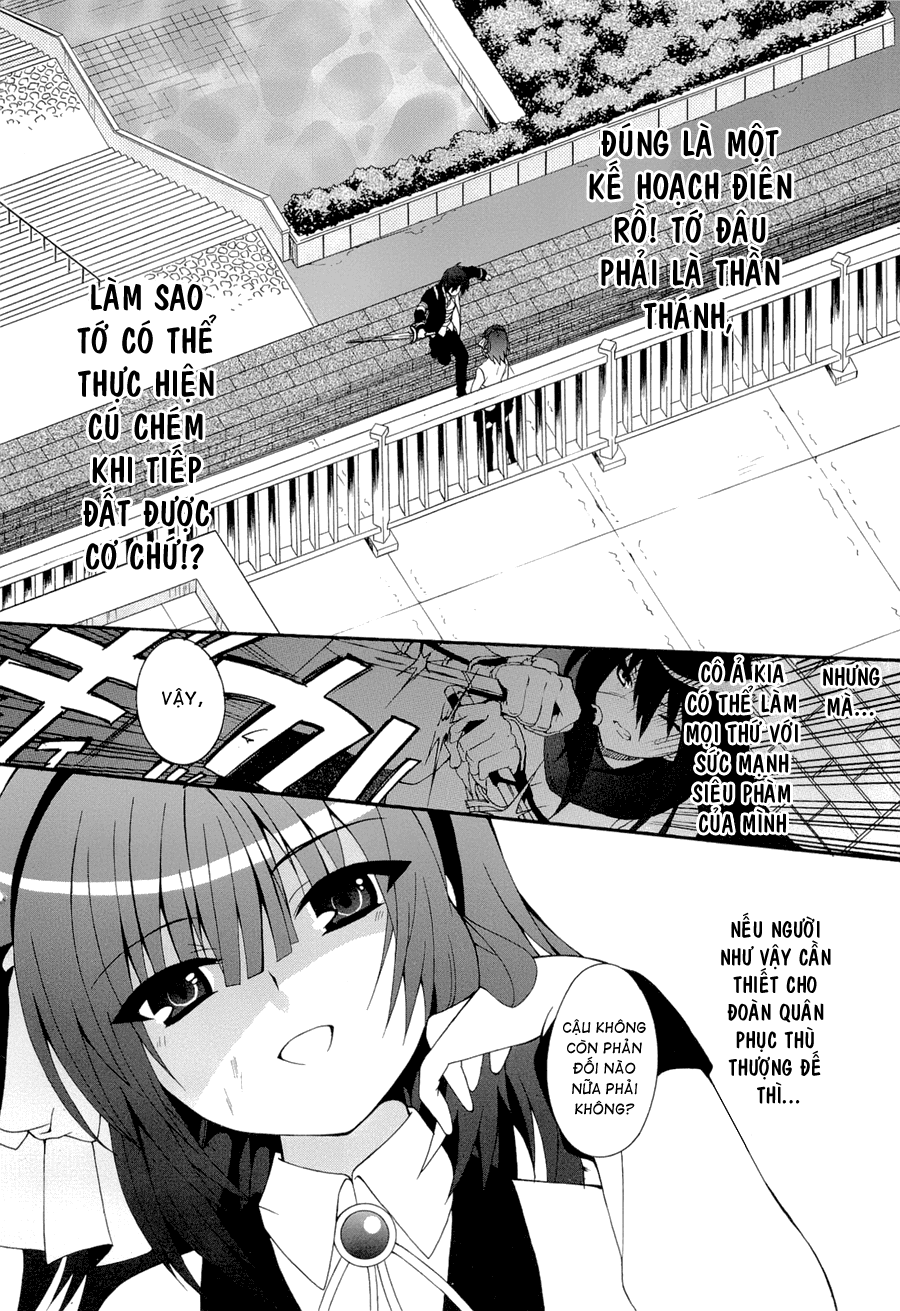 ĐÚNG LÀ MỘT
KẾ HOẠCH ĐIÊN
RỒ! TỚ ĐÂU
PHẢI LÀ THẦN
THÁNH,
LÀM SAO
TỚ CÓ THỂ
THỰC HIỆN
CÚ CHÉM
KHI TIẾP
ĐẤT ĐƯỢC
CƠ CHỨ!?
NHƯNG
MÀ...
CÔ Ả KIA
CÓ THỂ LÀM
MỌI THỨ VỚI
SỨC MẠNH
SIÊU PHÀM
CỦA MÌNH
VẬY,
NẾU NGƯỜI
NHƯ VẬY CẦN
THIẾT CHO
ĐOÀN QUÂN
PHỤC THÙ
THƯỢNG ĐẾ
THÌ...
CẬU KHÔNG
CÒN PHẢN
ĐỐI NÀO
NỮA PHẢI
KHÔNG?